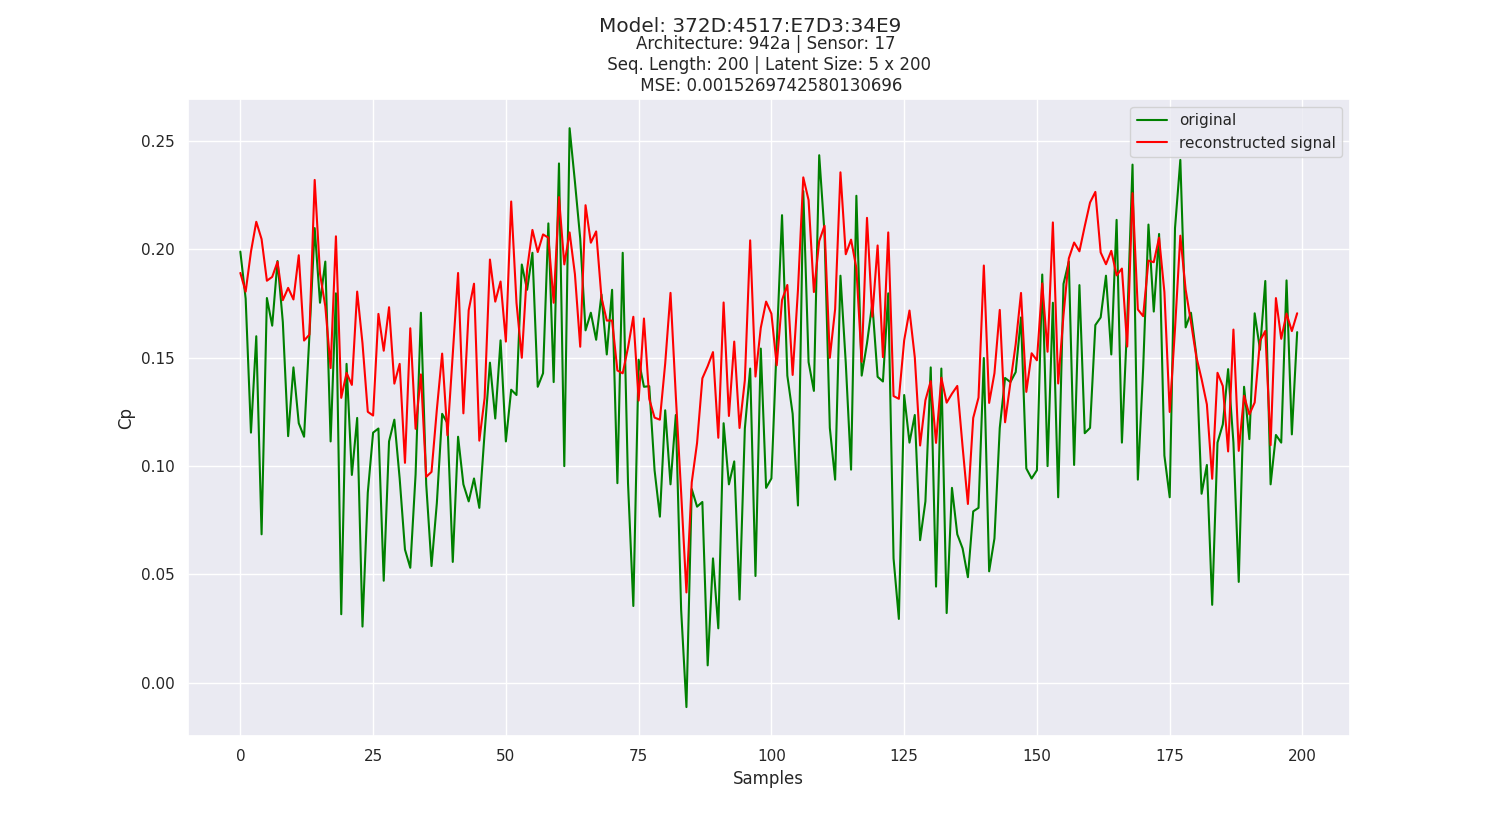 Model: 372D:4517:E7D3:34E9
Architecture: 942a | Sensor: 17
Seq. Length: 200 | Latent Size: 5 x 200
MSE: 0.0015269742580130696
original
reconstructed signal
0.25
0.20
0.15
0.10
0.05
0.00
Cp
0 25 50 75 100 125 150 175 200
Samples